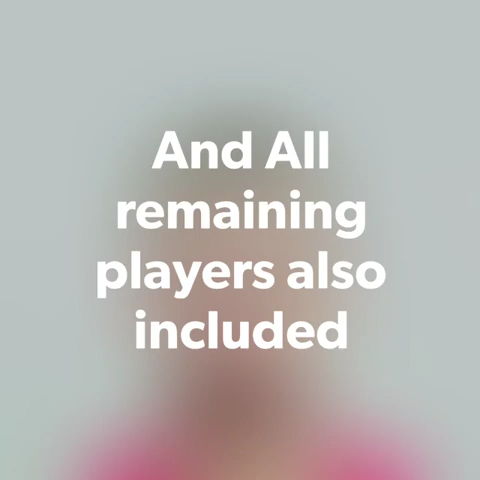 And All
remaining
players also
included